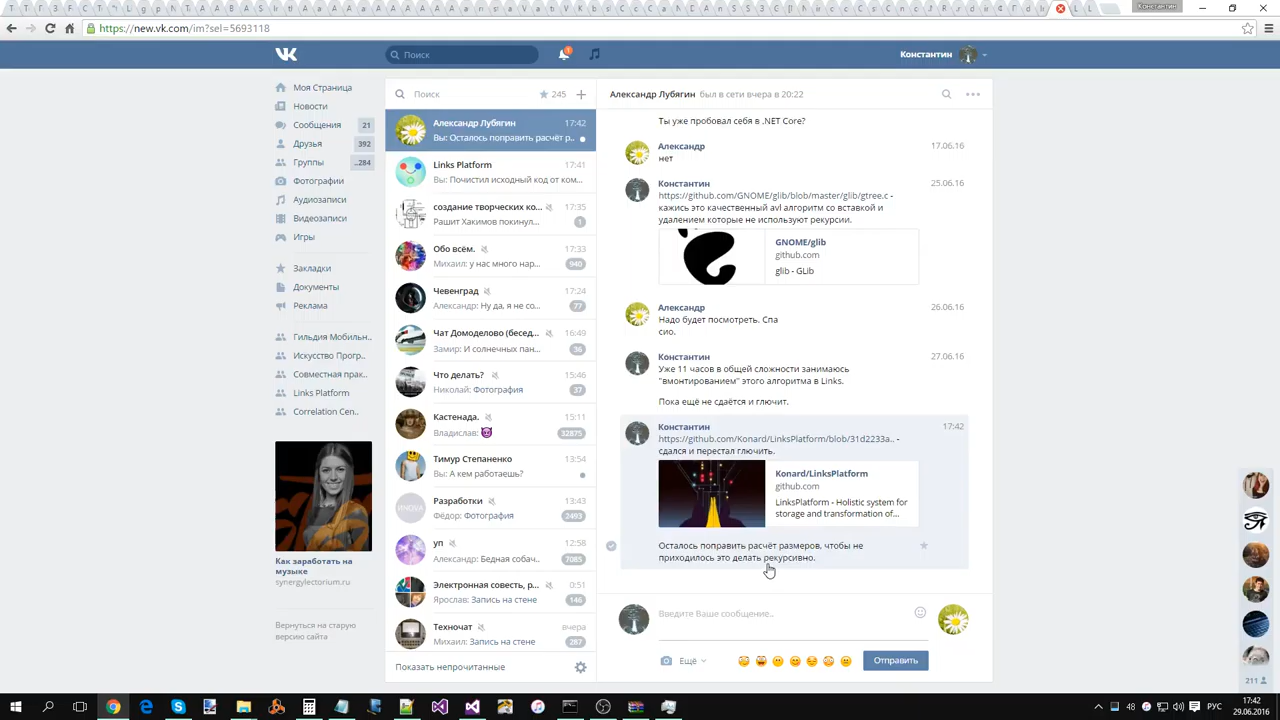 Константин
https://new.vk.com/im?sel=5693118
Поиск
1
Константин
Моя Страница
Новости
Сообщения 21
Друзья 392
Группы ..284
Фотографии
Аудиозаписи
Видеозаписи
Игры
Закладки
Документы
Реклама
Гильдия Мобильн..
Искусство Прогр..
Совместная прак..
Links Platform
Correlation Cen..
Как заработать на
музыке
synergylectorium.ru
Вернуться на старую
версию сайта
Поиск 245
Александр Лубягин 17:42
Вы: Осталось поправить расчёт р..
Links Platform 17:41
Вы: Почистил исходный код от ком...
создание творческих ко... 17:35
Рашит Хакимов покинул... 1
Обо всём. 17:33
Михаил: у нас много нар... 940
Чевенград 17:24
Александр: Ну да, я не со... 77
Чат Домоделово (бесед... 16:49
Замир: И солнечных пан... 36
Что делать? 15:46
Николай: Фотография 37
Кастенада. 15:11
Владислав: 32875
Тимур Степаненко 13:54
Вы: А кем работаешь?
Разработки 13:43
Фёдор: Фотография 2493
уп 12:58
Александр: Бедная собач.. 7085
Электронная совесть, р... 0:51
Ярослав: Запись на стене 146
Техночат вчера
Михаил: Запись на стене 287
Показать непрочитанные
Александр Лубягин был в сети вчера в 20:22
Ты уже пробовал себя в .NET Core?
Александр 17.06.16
нет
Константин 25.06.16
https://github.com/GNOME/glib/blob/master/glib/gtree.c -
кажись это качественный avl алгоритм со вставкой и
удалением которые не используют рекурсии.
GNOME/glib
github.com
glib - GLib
Александр 26.06.16
Надо будет посмотреть. Спа
сио.
Константин 27.06.16
Уже 11 часов в общей сложности занимаюсь
"вмонтированием" этого алгоритма в Links.
Пока ещё не сдаётся и глючит.
Константин 17:42
https://github.com/Konard/LinksPlatform/blob/31d2233a.. -
сдался и перестал глючить.
Konard/LinksPlatform
github.com
LinksPlatform - Holistic system for
storage and transformation of...
Осталось поправить расчёт размеров, чтобы не
приходилось это делать рекурсивно.
Введите Ваше сообщение..
Ещё
Отправить
211
48 РУС
17:42
29.06.2016